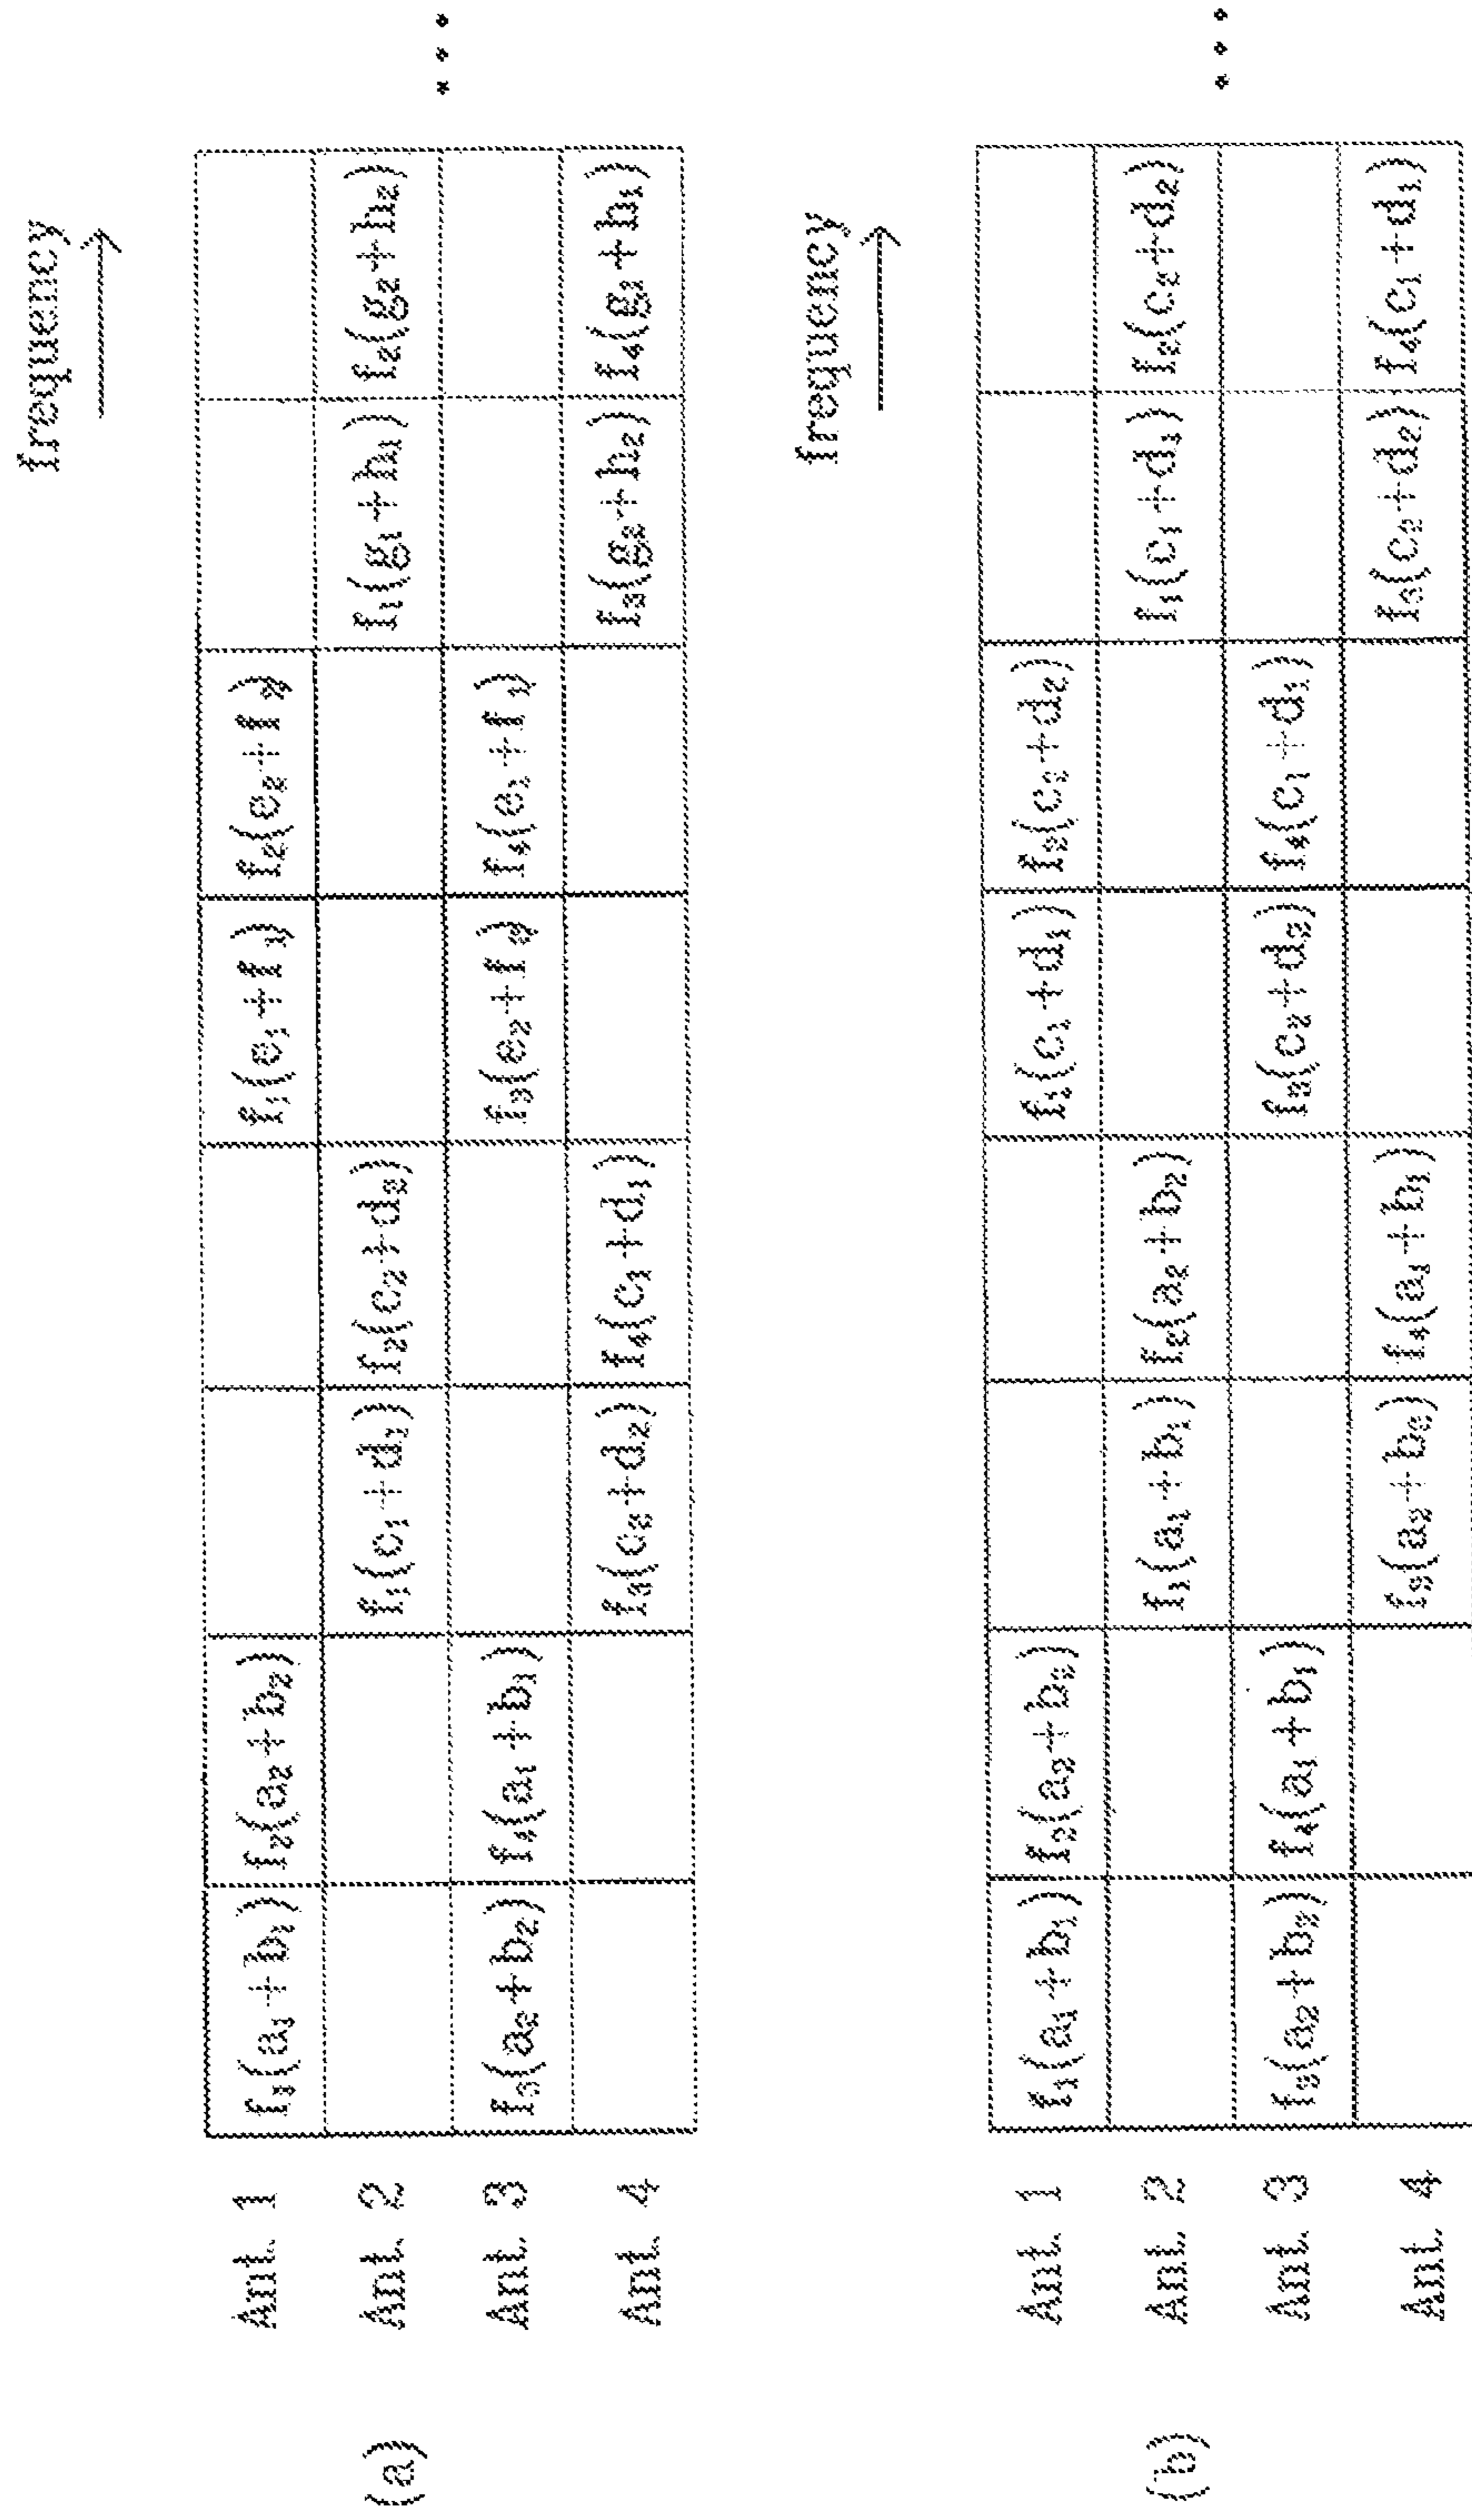 frequency
Ant 1 f₁(a₁+b₁) f₂(a₂+b₂) f₁(e₁+f₁) f₂(e₂+f₂)
Ant 2 f₁(c₁+d₁) f₂(c₂+d₂) f₁(g₁+h₁) f₂(g₂+h₂)
(a)
Ant 3 f₃(a₂+b₂) f₄(a₁+b₁) f₃(e₂+f₂) f₄(e₁+f₁)
Ant 4 f₃(c₂+d₂) f₄(c₁+d₁) f₃(g₂+h₂) f₄(g₁+h₁)
frequency
Ant 1 f₁(a₁+b₁) f₂(a₂+b₂) f₁(c₁+d₁) f₂(c₂+d₂)
Ant 2 f₁(a₁+b₁) f₂(a₂+b₂) f₁(c₁+d₁) f₂(c₂+d₂)
(b)
Ant 3 f₃(a₂+b₂) f₄(a₁+b₁) f₃(c₂+d₂) f₄(c₁+d₁)
Ant 4 f₃(a₂+b₂) f₄(a₁+b₁) f₃(c₂+d₂) f₄(c₁+d₁)